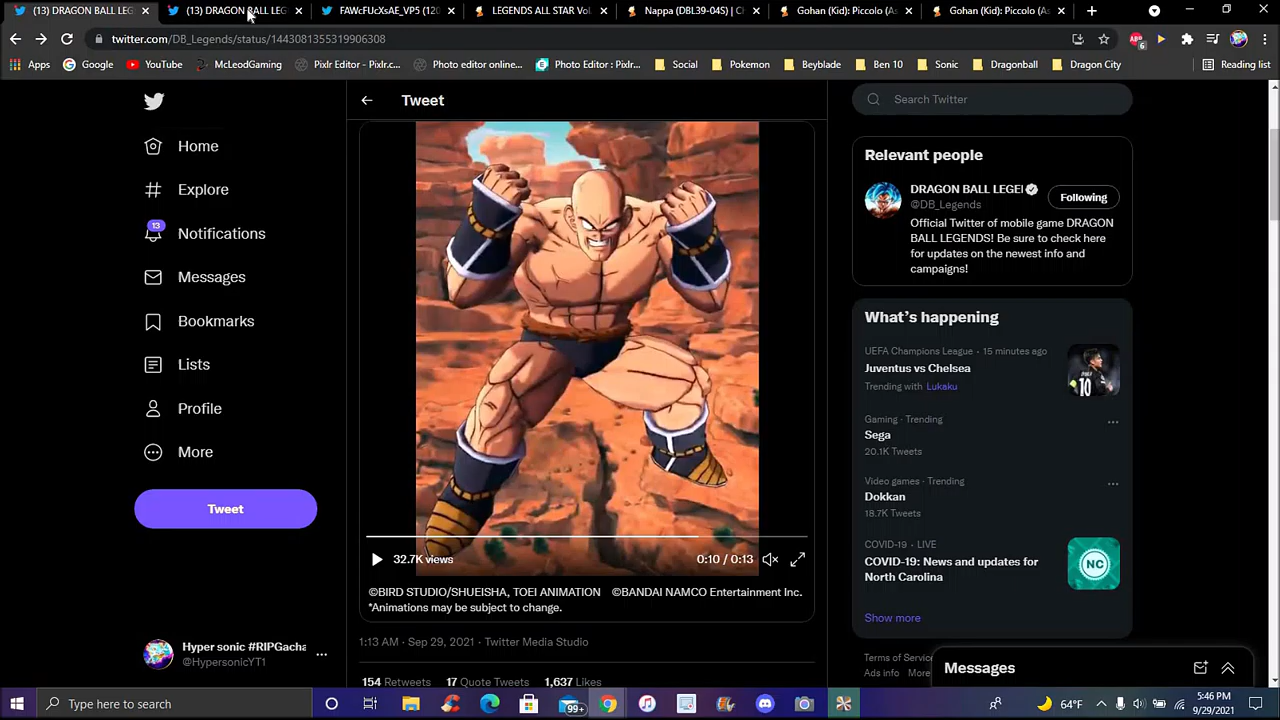 (13) DRAGON BALL LEG
(13) DRAGON BALL LEG
FAWcFUcXsAE_VP5 (120
LEGENDS ALL STAR Vol.
Nappa (DBL39-04S) | Ch
Gohan (Kid): Piccolo (As
Gohan (Kid): Piccolo (As
twitter.com/DB_Legends/status/1443081355319906308
6
Apps
Google
YouTube
McLeodGaming
Pixlr Editor - Pixlr.c...
Photo editor online...
Photo Editor : Pixlr...
Social
Pokemon
Beyblade
Ben 10
Sonic
Dragonball
Dragon City
Reading list
Home
Explore
13
Notifications
Messages
Bookmarks
Lists
Profile
More
Tweet
Hyper sonic #RIPGacha
@HypersonicYT1
Tweet
32.7K views
0:10 / 0:13
©BIRD STUDIO/SHUEISHA, TOEI ANIMATION ©BANDAI NAMCO Entertainment Inc.
*Animations may be subject to change.
1:13 AM · Sep 29, 2021 · Twitter Media Studio
154 Retweets 17 Quote Tweets 1,637 Likes
Search Twitter
Relevant people
DRAGON BALL LEGE
@DB_Legends
Following
Official Twitter of mobile game DRAGON
BALL LEGENDS! Be sure to check here
for updates on the newest info and
campaigns!
What's happening
UEFA Champions League · 15 minutes ago
Juventus vs Chelsea
Trending with Lukaku
10
Gaming · Trending
Sega
20.1K Tweets
Video games · Trending
Dokkan
18.7K Tweets
COVID-19 · LIVE
COVID-19: News and updates for
North Carolina
NC
Show more
Terms of Service
Ads info More
Messages
Type here to search
99+
64°F
5:46 PM
9/29/2021